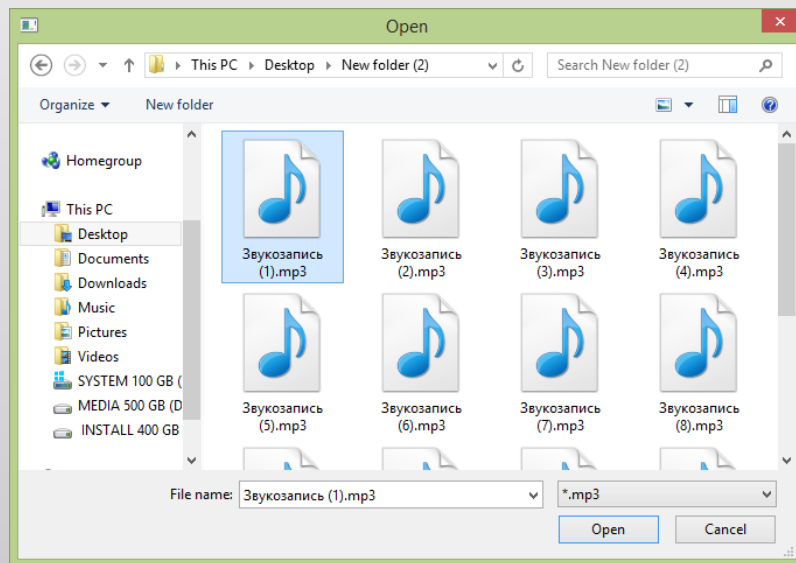 Open
This PC
Desktop
New folder (2)
Search New folder (2)
Organize
New folder
Homegroup
This PC
Desktop
Documents
Downloads
Music
Pictures
Videos
SYSTEM 100 GB (
MEDIA 500 GB (D
INSTALL 400 GB
Звукозапись
(1).mp3
Звукозапись
(2).mp3
Звукозапись
(3).mp3
Звукозапись
(4).mp3
Звукозапись
(5).mp3
Звукозапись
(6).mp3
Звукозапись
(7).mp3
Звукозапись
(8).mp3
File name:
Звукозапись (1).mp3
*.mp3
Open
Cancel